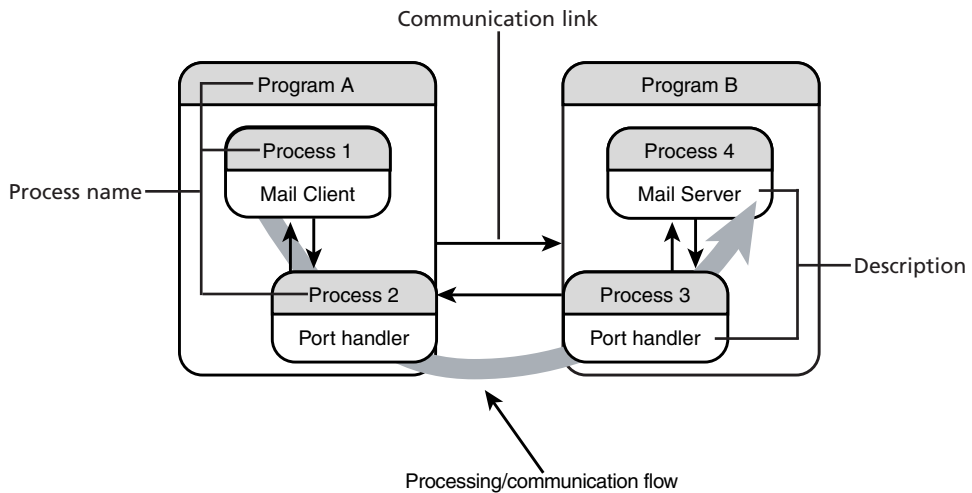 Communication link
Program A
Program B
Process 1
Process 4
Process name
Mail Client
Mail Server
Description
Process 2
Process 3
Port handler
Port handler
Processing/communication flow